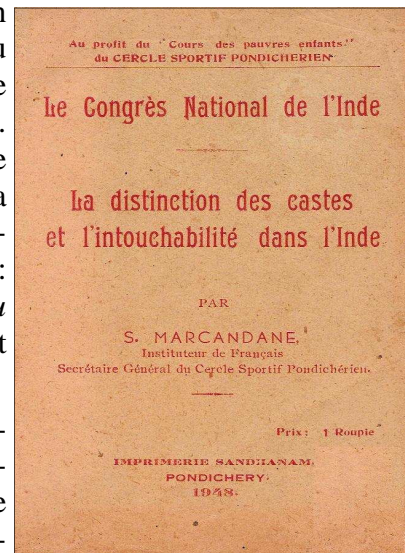 Au profit du "Cours des pauvres enfants"
du CERCLE SPORTIF PONDICHERIEN
Le Congrès National de l'Inde
La distinction des castes
et l'intouchabilité dans l'Inde
PAR
S. MARCANDANE,
Instituteur de Français
Secrétaire Général du Cercle Sportif Pondichérien.
Prix: 1 Roupie
IMPRIMERIE SANDHANAM,
PONDICHERY.
1948.